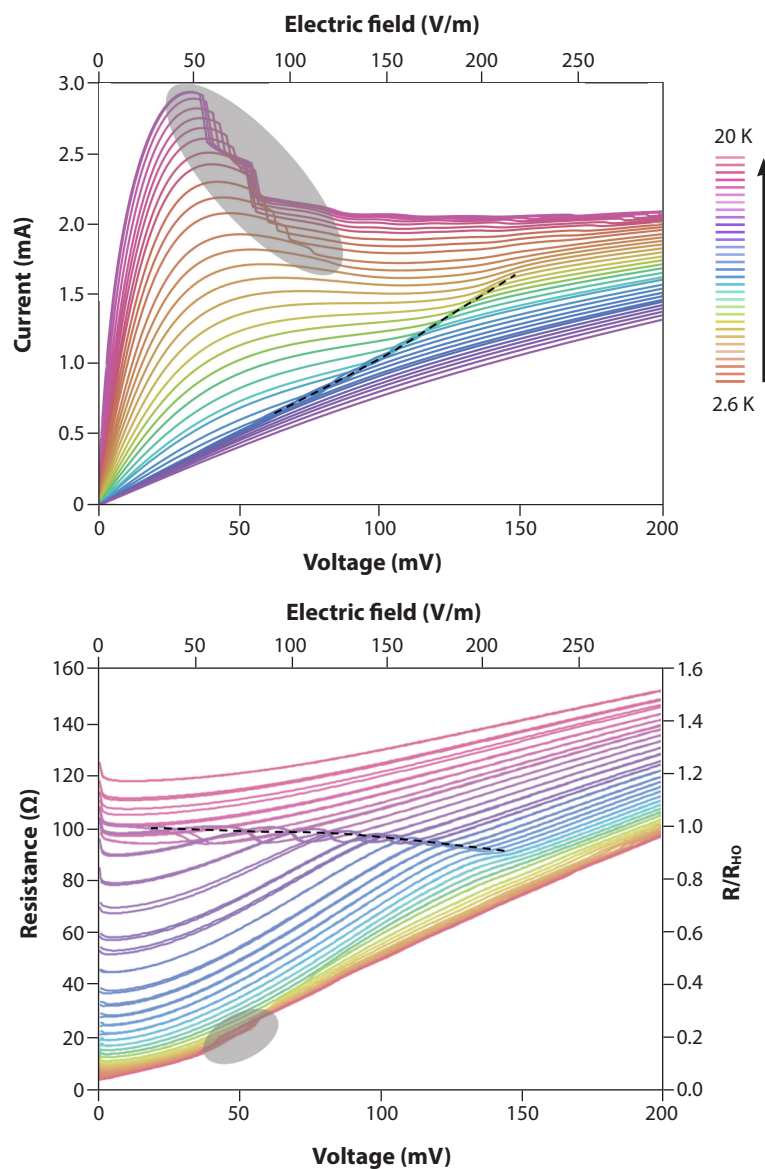 Electric field (V/m)
0 50 100 150 200 250
3.0
2.5
2.0
1.5
1.0
0.5
0
Current (mA)
0 50 100 150 200
Voltage (mV)
20 K
2.6 K
Electric field (V/m)
0 50 100 150 200 250
160
140
120
100
80
60
40
20
0
Resistance (Ω)
1.6
1.4
1.2
1.0
0.8
0.6
0.4
0.2
0.0
R/R_HO
0 50 100 150 200
Voltage (mV)